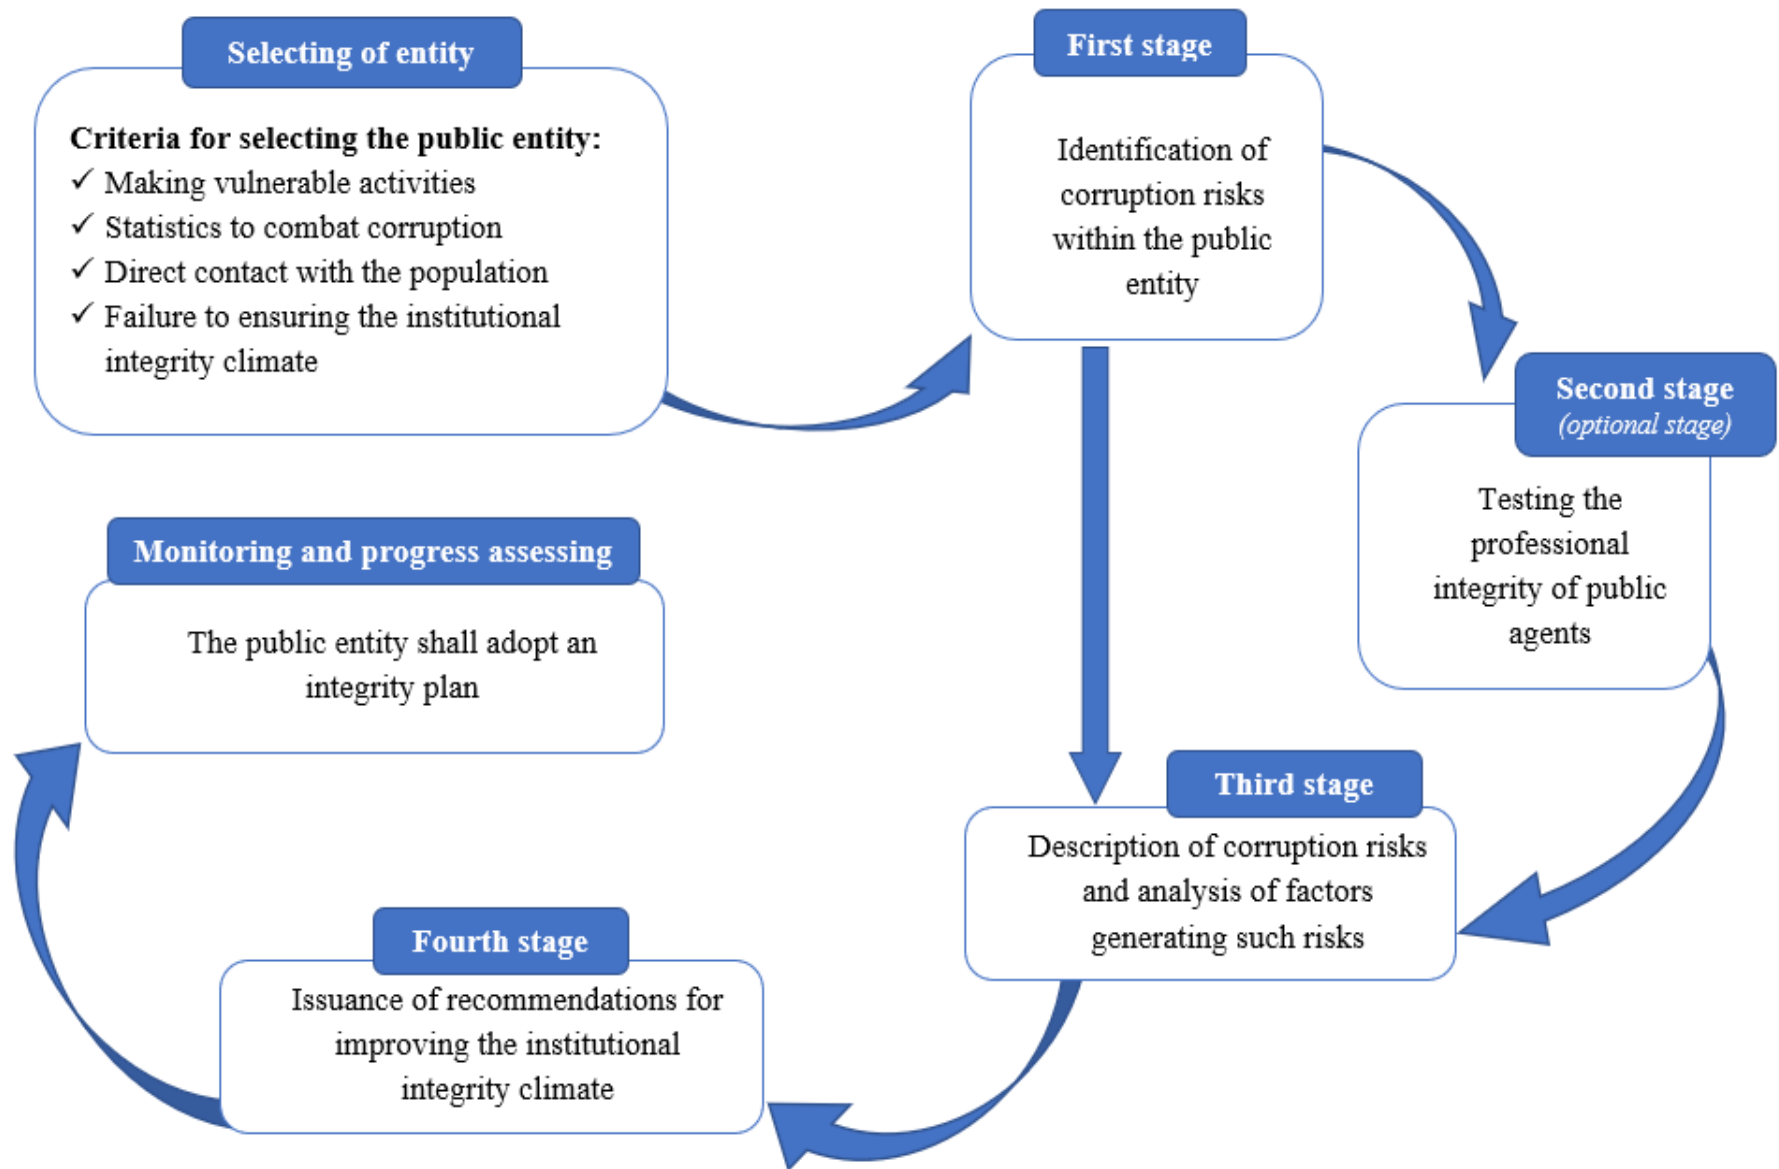 Selecting of entity
Criteria for selecting the public entity:
✓ Making vulnerable activities
✓ Statistics to combat corruption
✓ Direct contact with the population
✓ Failure to ensuring the institutional
integrity climate
First stage
Identification of
corruption risks
within the public
entity
Second stage
(optional stage)
Testing the
professional
integrity of public
agents
Third stage
Description of corruption risks
and analysis of factors
generating such risks
Fourth stage
Issuance of recommendations for
improving the institutional
integrity climate
Monitoring and progress assessing
The public entity shall adopt an
integrity plan